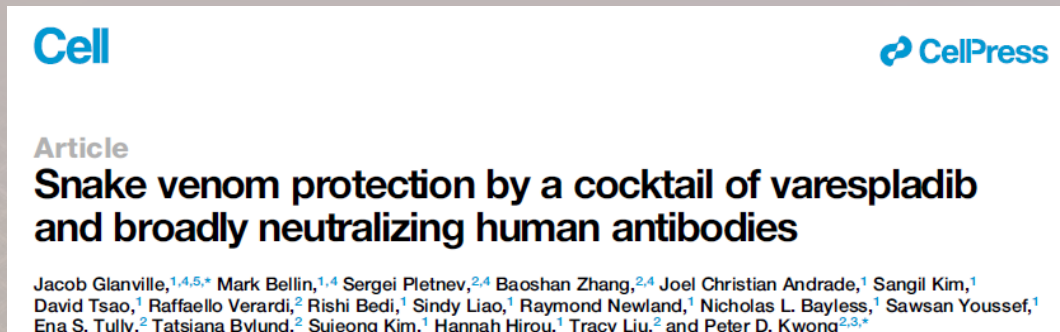 Cell
CellPress
Article
Snake venom protection by a cocktail of varespladib
and broadly neutralizing human antibodies
Jacob Glanville,1,4,5,* Mark Bellin,1,4 Sergei Pletnev,2,4 Baoshan Zhang,2,4 Joel Christian Andrade,1 Sangil Kim,1
David Tsao,1 Raffaello Verardi,2 Rishi Bedi,1 Sindy Liao,1 Raymond Newland,1 Nicholas L. Bayless,1 Sawsan Youssef,1
Ena S. Tully,2 Tatsiana Bylund,2 Sujeong Kim,1 Hannah Hirou,1 Tracy Liu,2 and Peter D. Kwong2,3,*